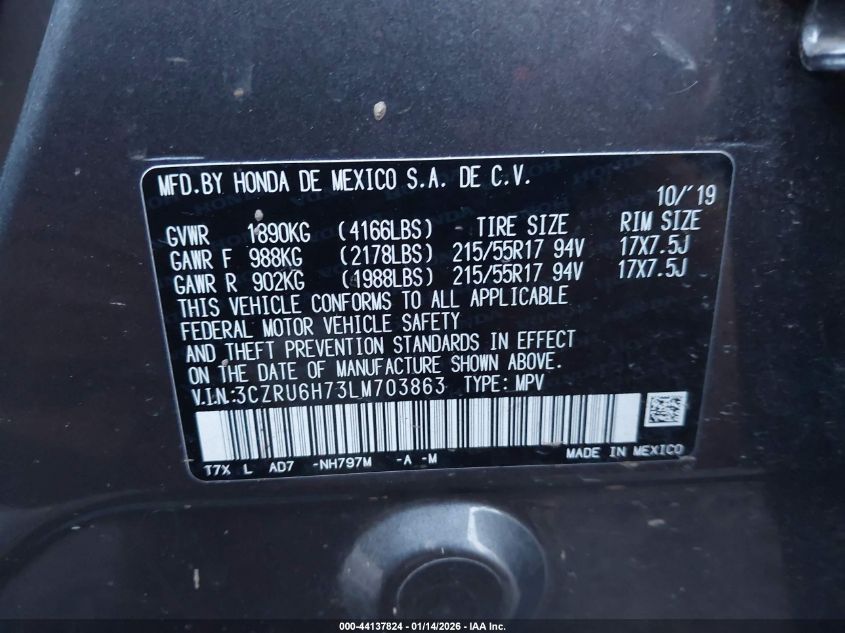 MFD.BY HONDA DE MEXICO S.A. DE C.V.
10/'19
GVWR 1890KG (4166LBS) TIRE SIZE RIM SIZE
GAWR F 988KG (2178LBS) 215/55R17 94V 17X7.5J
GAWR R 902KG (1988LBS) 215/55R17 94V 17X7.5J
THIS VEHICLE CONFORMS TO ALL APPLICABLE
FEDERAL MOTOR VEHICLE SAFETY
AND THEFT PREVENTION STANDARDS IN EFFECT
ON THE DATE OF MANUFACTURE SHOWN ABOVE.
V.I.N:3CZRU6H73LM703863 TYPE: MPV
T7X L AD7 -NH797M -A -M MADE IN MEXICO
000-44137824 | 01/14/2026 - IAA Inc.